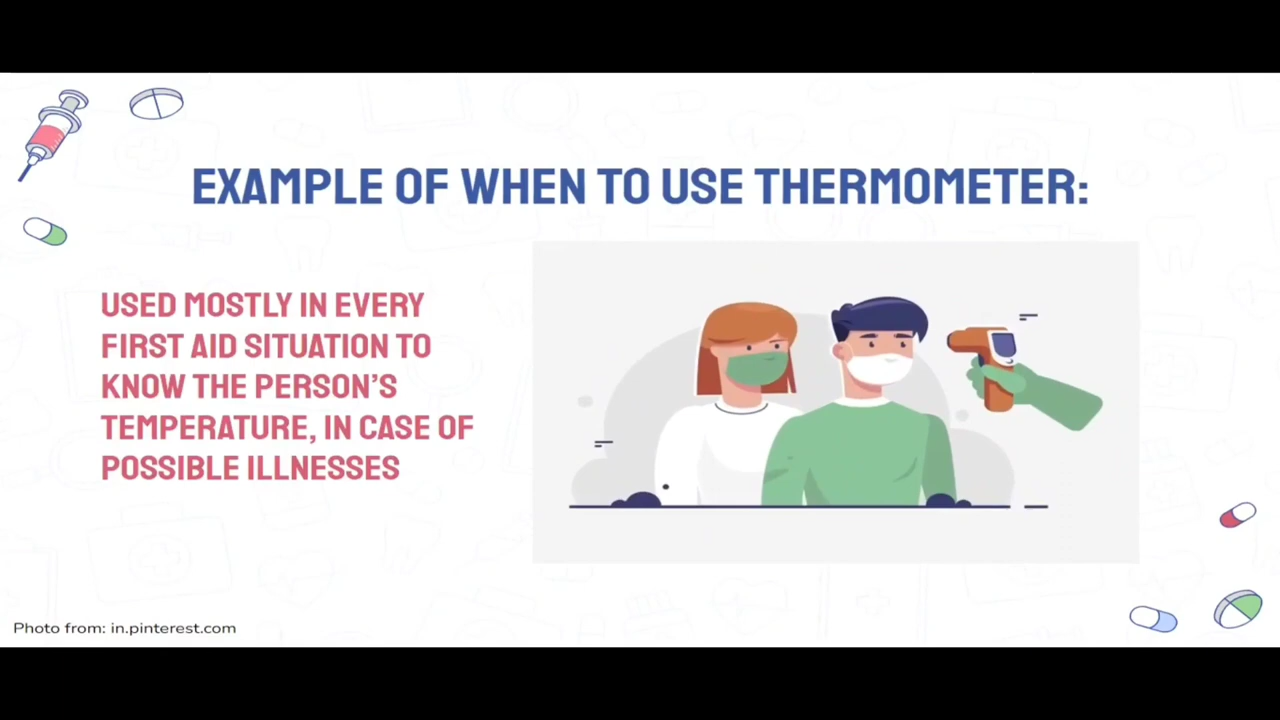 EXAMPLE OF WHEN TO USE THERMOMETER:
USED MOSTLY IN EVERY
FIRST AID SITUATION TO
KNOW THE PERSON'S
TEMPERATURE, IN CASE OF
POSSIBLE ILLNESSES
Photo from: in.pinterest.com